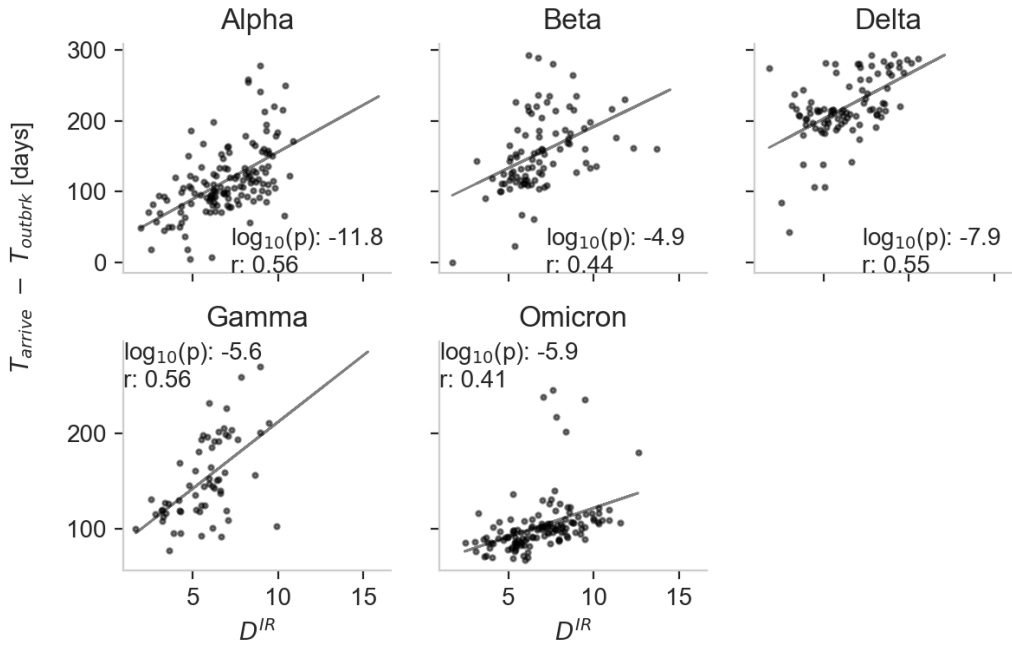 Alpha
Beta
Delta
T_arrive − T_outbrk [days]
300
200
100
0
log₁₀(p): -11.8
r: 0.56
log₁₀(p): -4.9
r: 0.44
log₁₀(p): -7.9
r: 0.55
Gamma
Omicron
log₁₀(p): -5.6
r: 0.56
log₁₀(p): -5.9
r: 0.41
200
100
5 10 15
5 10 15
D^IR
D^IR